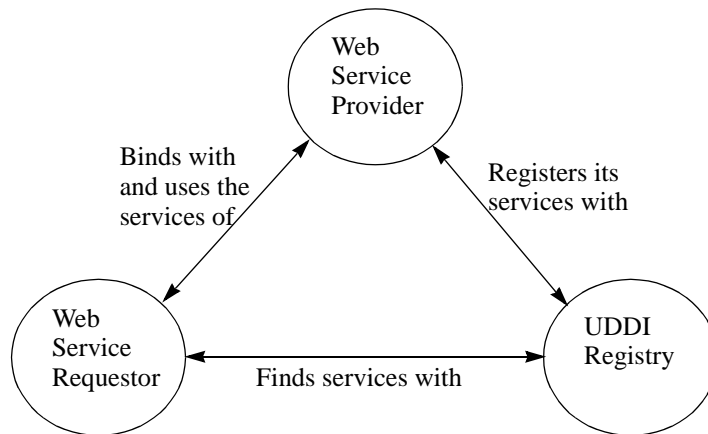 Web
Service
Provider
Binds with
and uses the
services of
Registers its
services with
Web
Service
Requestor
UDDI
Registry
Finds services with